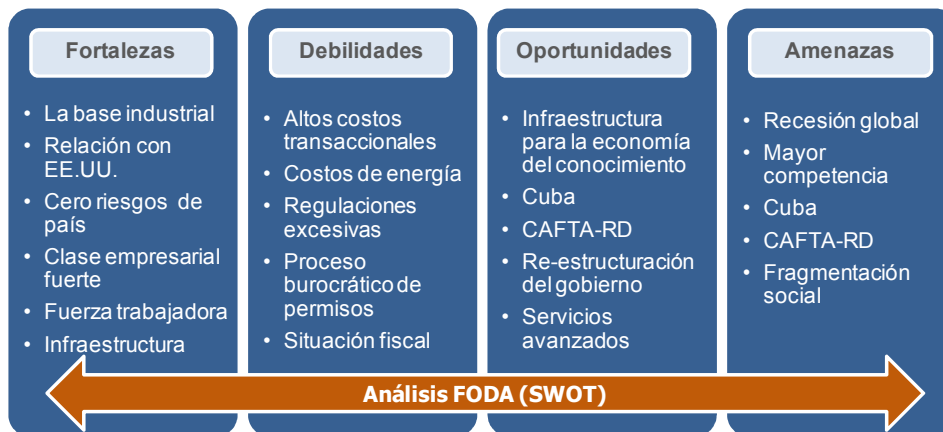 Fortalezas
• La base industrial
• Relación con
EE.UU.
• Cero riesgos de
país
• Clase empresarial
fuerte
• Fuerza trabajadora
• Infraestructura
Debilidades
• Altos costos
transaccionales
• Costos de energía
• Regulaciones
excesivas
• Proceso
burocrático de
permisos
• Situación fiscal
Oportunidades
• Infraestructura
para la economía
del conocimiento
• Cuba
• CAFTA-RD
• Re-estructuración
del gobierno
• Servicios
avanzados
Amenazas
• Recesión global
• Mayor
competencia
• Cuba
• CAFTA-RD
• Fragmentación
social
Análisis FODA (SWOT)